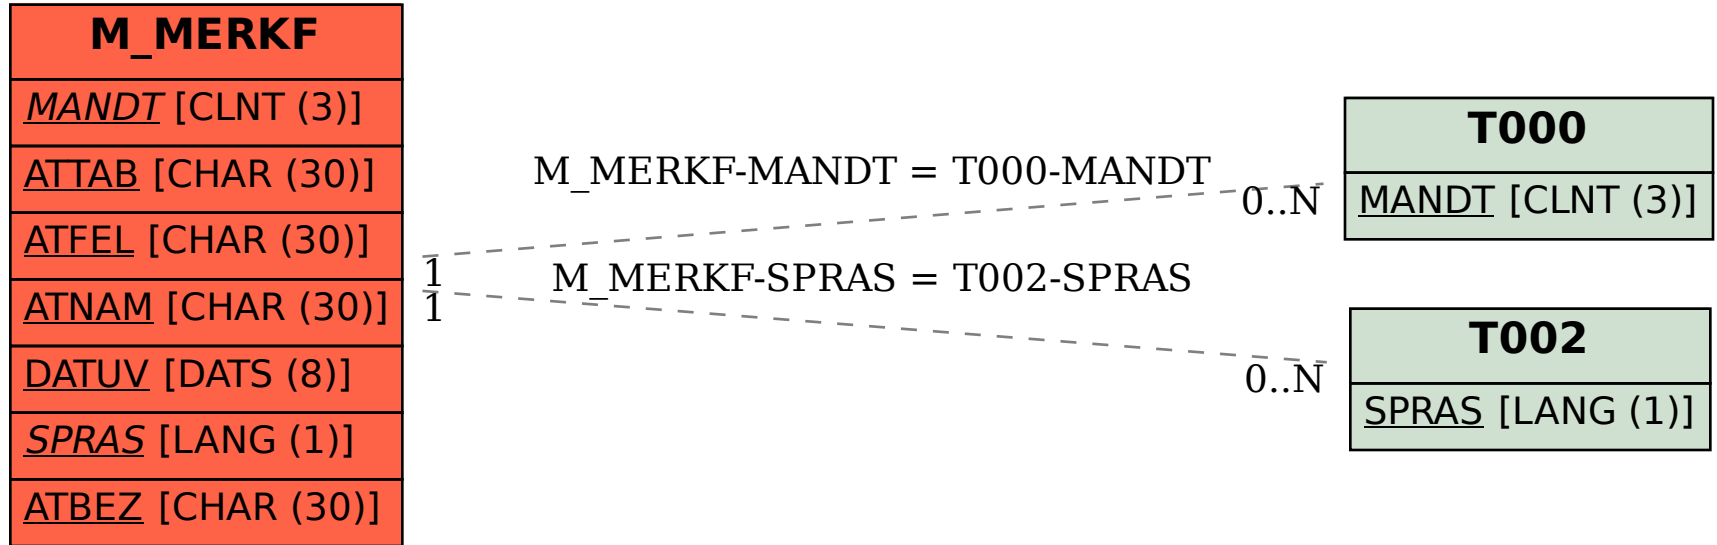 M_MERKF
MANDT [CLNT (3)]
ATTAB [CHAR (30)]
ATFEL [CHAR (30)]
ATNAM [CHAR (30)]
DATUV [DATS (8)]
SPRAS [LANG (1)]
ATBEZ [CHAR (30)]
M_MERKF-MANDT = T000-MANDT
0..N
1
M_MERKF-SPRAS = T002-SPRAS
1
0..N
T000
MANDT [CLNT (3)]
T002
SPRAS [LANG (1)]